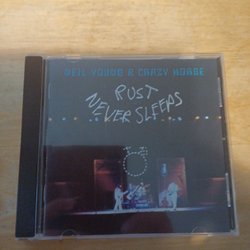 NEIL YOUNG & CRAZY HORSE
RUST
NEVER SLEEPS